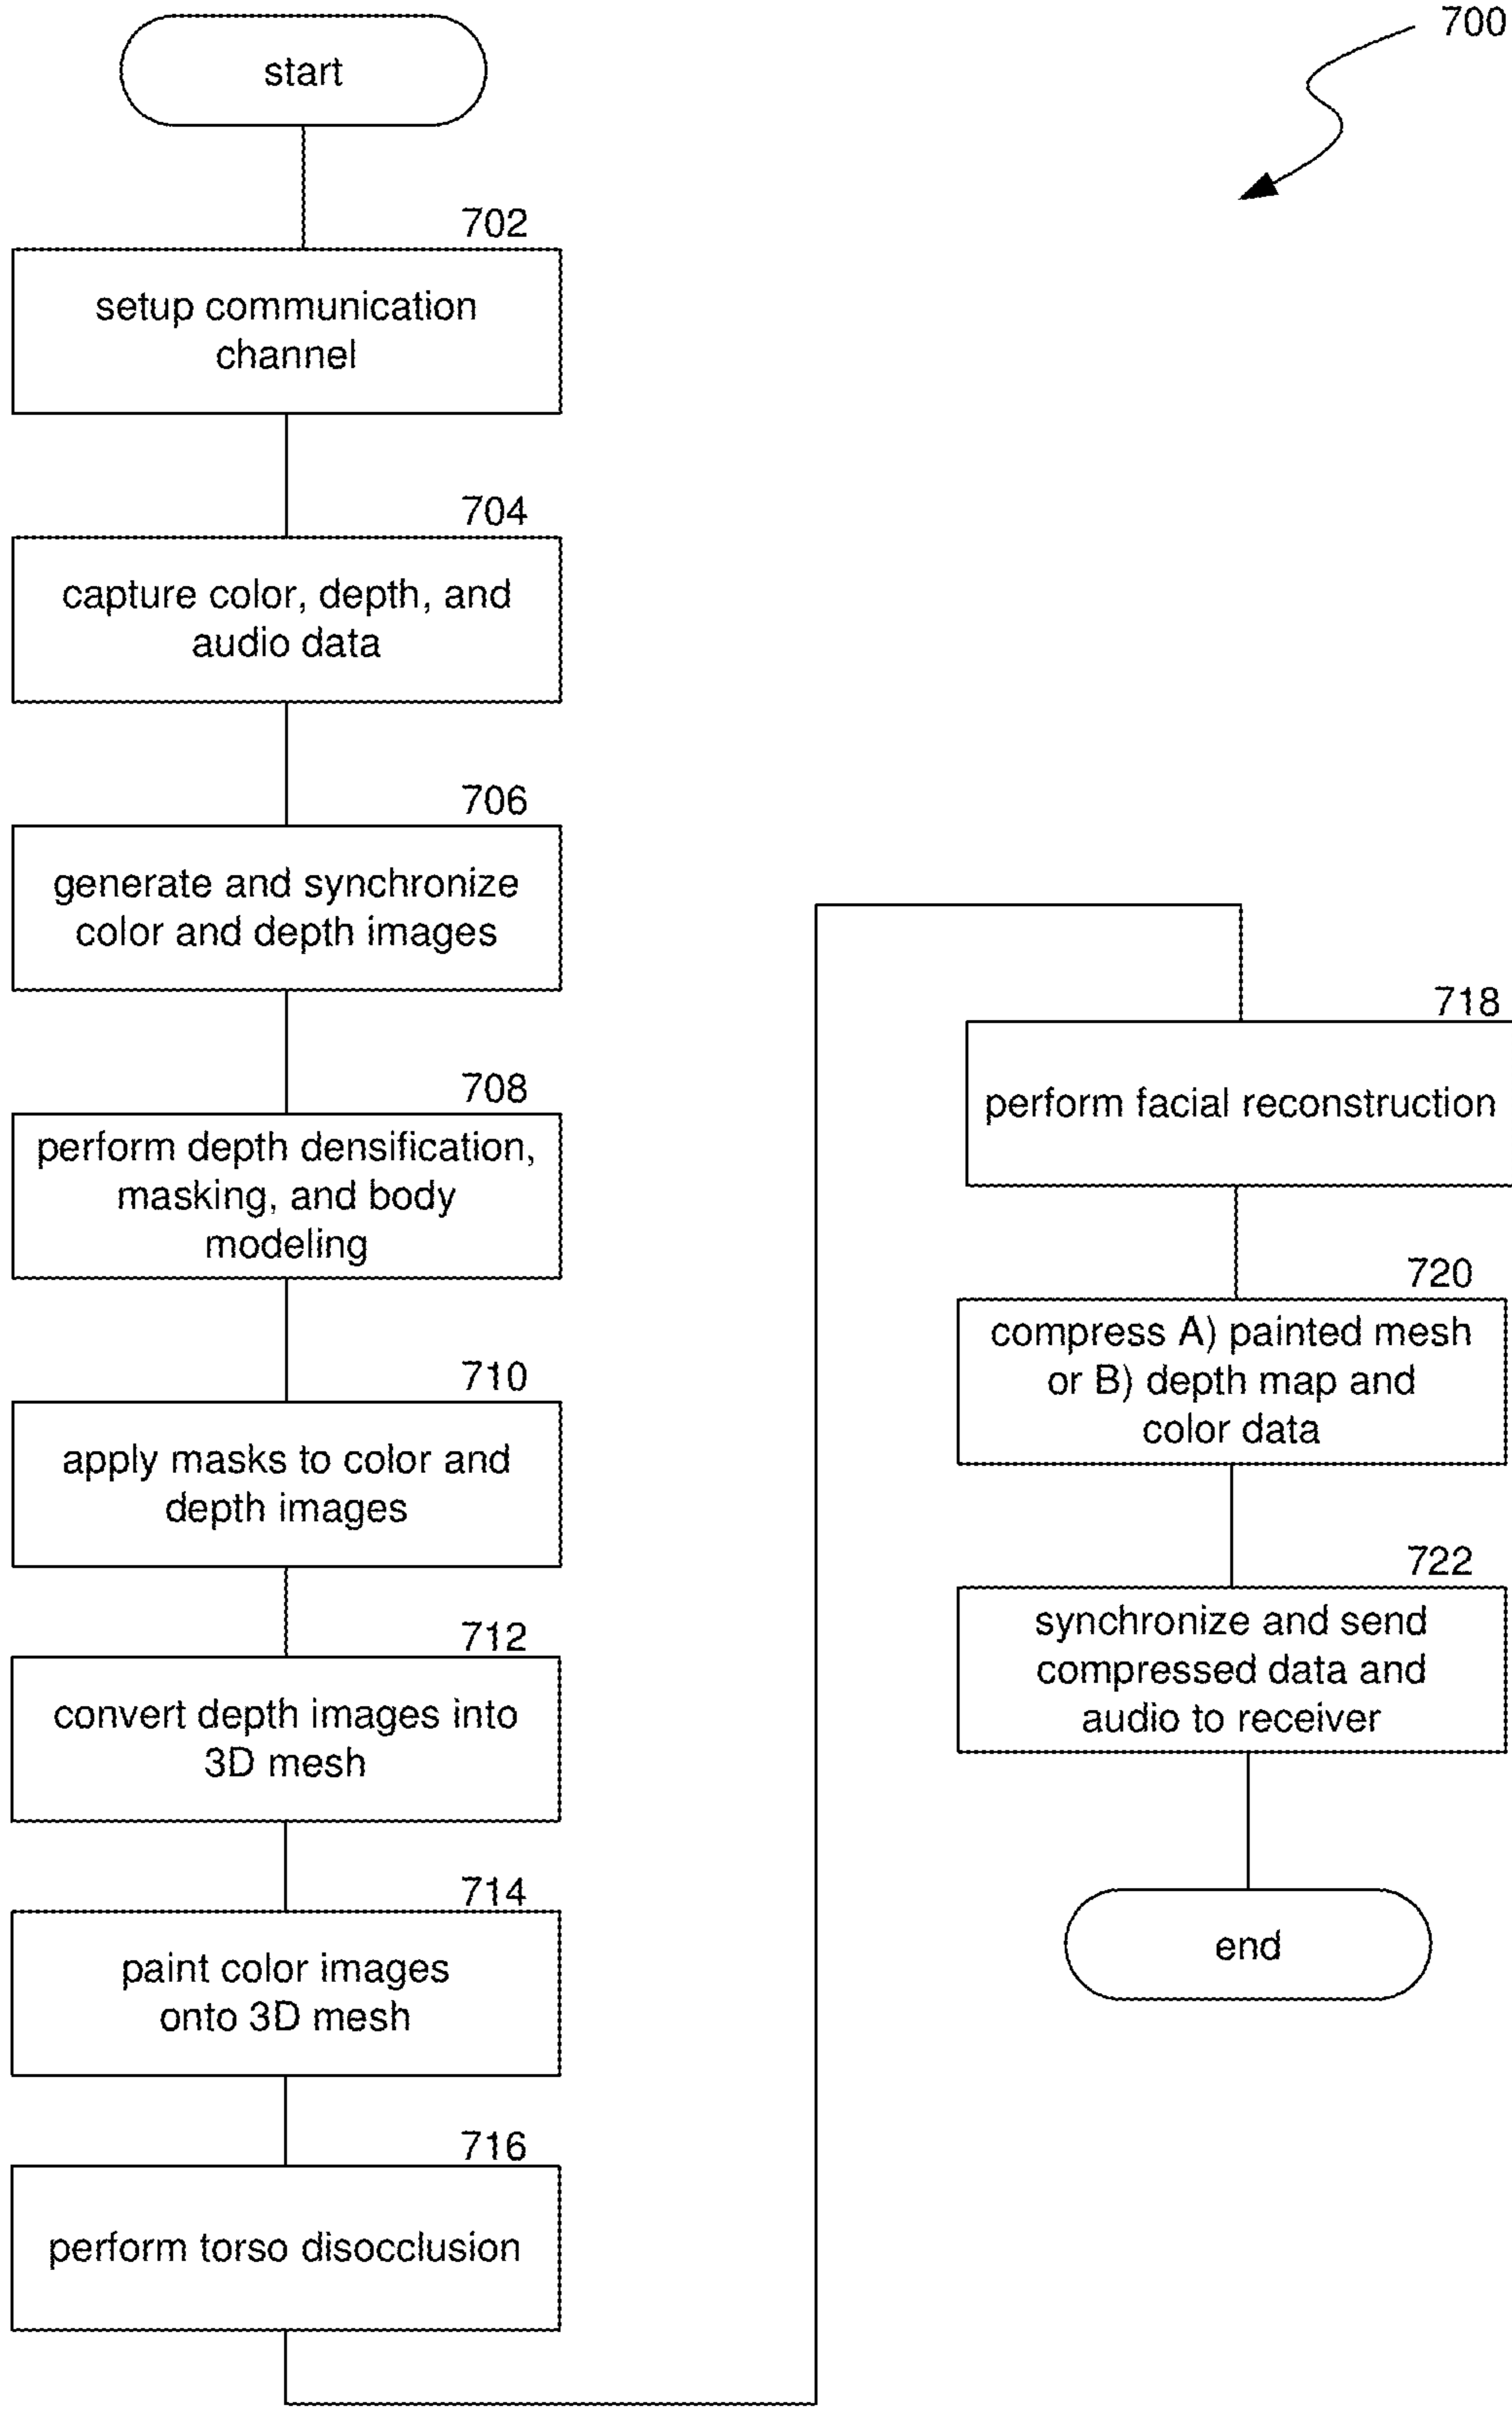 700
start
702
setup communication
channel
704
capture color, depth, and
audio data
706
generate and synchronize
color and depth images
708
perform depth densification,
masking, and body
modeling
710
apply masks to color and
depth images
712
convert depth images into
3D mesh
714
paint color images
onto 3D mesh
716
perform torso disocclusion
718
perform facial reconstruction
720
compress A) painted mesh
or B) depth map and
color data
722
synchronize and send
compressed data and
audio to receiver
end